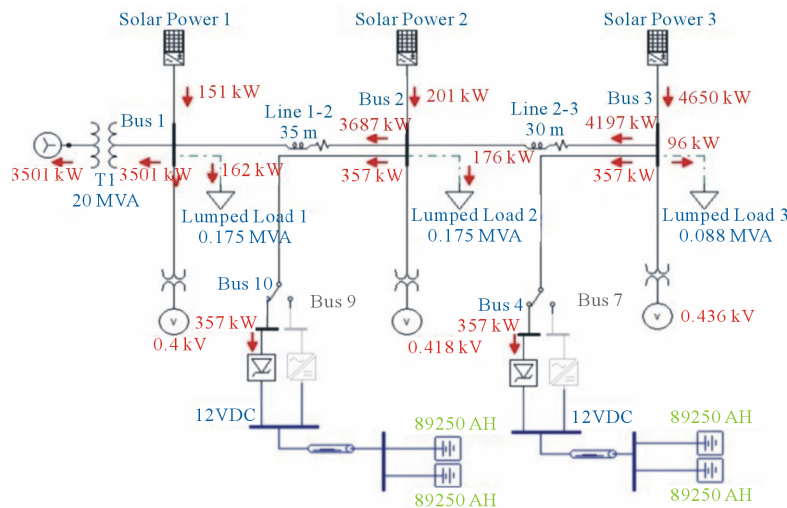 Solar Power 1
Solar Power 2
Solar Power 3
151 kW
201 kW
4650 kW
Bus 1
Line 1-2
35 m
Bus 2
3687 kW
Line 2-3
30 m
Bus 3
4197 kW
96 kW
3501 kW
T1
20 MVA
3501 kW
162 kW
357 kW
176 kW
357 kW
Lumped Load 1
0.175 MVA
Lumped Load 2
0.175 MVA
Lumped Load 3
0.088 MVA
Bus 10
Bus 9
Bus 4
Bus 7
357 kW
357 kW
V
0.4 kV
V
0.418 kV
V
0.436 kV
12VDC
12VDC
89250 AH
89250 AH
89250 AH
89250 AH